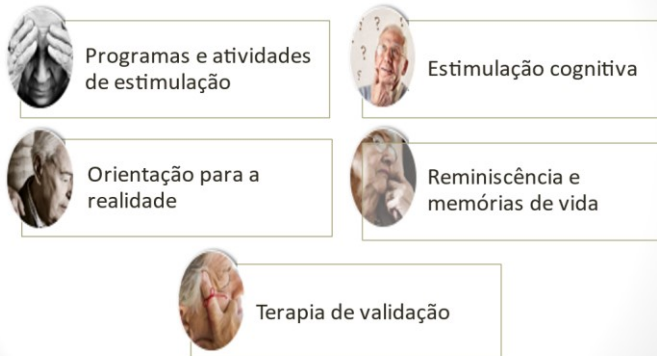 Programas e atividades
de estimulação
Estimulação cognitiva
Orientação para a
realidade
Reminiscência e
memórias de vida
Terapia de validação